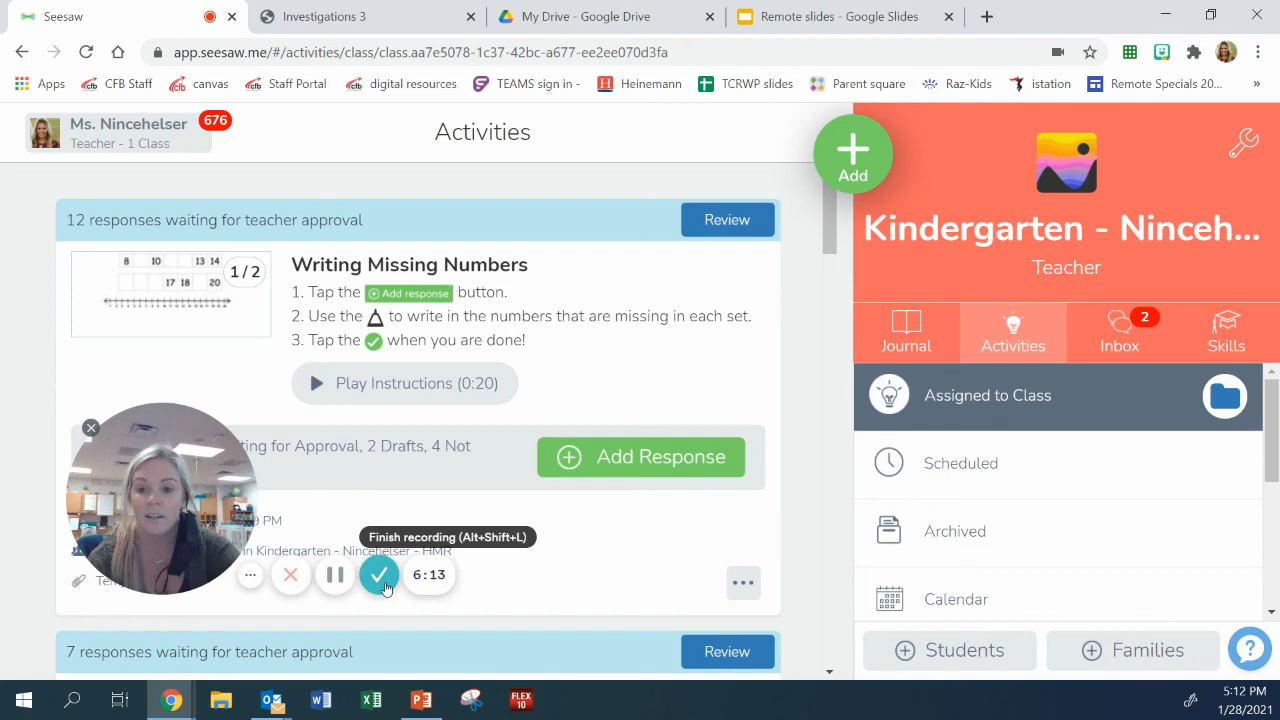 Seesaw
Investigations 3
My Drive - Google Drive
Remote slides - Google Slides
app.seesaw.me/#/activities/class/class.aa7e5078-1c37-42bc-a677-ee2ee070d3fa
Apps
CFB Staff
canvas
Staff Portal
digital resources
TEAMS sign in -
Heinemann
TCRWP slides
Parent square
Raz-Kids
istation
Remote Specials 20...
»
Ms. Nincehelser
676
Teacher - 1 Class
Activities
Add
12 responses waiting for teacher approval
Review
8 10 13 14
17 18 20
1 / 2
Writing Missing Numbers
1. Tap the Add response button.
2. Use the to write in the numbers that are missing in each set.
3. Tap the when you are done!
Play Instructions (0:20)
ting for Approval, 2 Drafts, 4 Not
Add Response
PM
Finish recording (Alt+Shift+L)
in Kindergarten - Nincehelser - HMR
6:13
7 responses waiting for teacher approval
Review
Kindergarten - Ninceh...
Teacher
Journal
Activities
Inbox
2
Skills
Assigned to Class
Scheduled
Archived
Calendar
Students
Families
?
FLEX
10
5:12 PM
1/28/2021